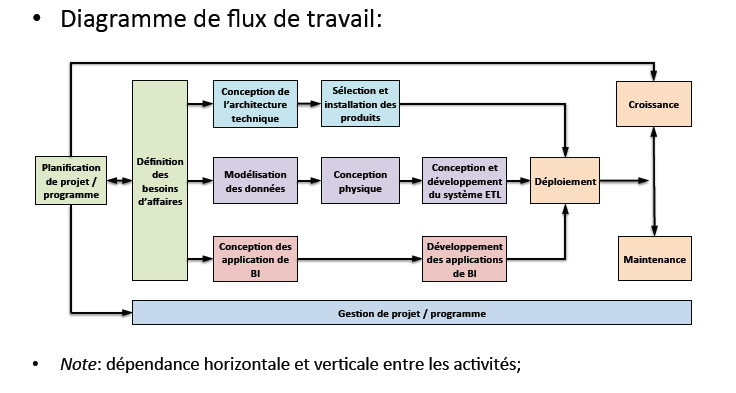 • Diagramme de flux de travail:
Conception de
l'architecture
technique
Sélection et
installation des
produits
Croissance
Planification
de projet /
programme
Définition
des
besoins
d'affaires
Modélisation
des données
Conception
physique
Conception et
développement
du système ETL
Déploiement
Conception des
application de
BI
Développement
des applications
de BI
Maintenance
Gestion de projet / programme
• Note: dépendance horizontale et verticale entre les activités;